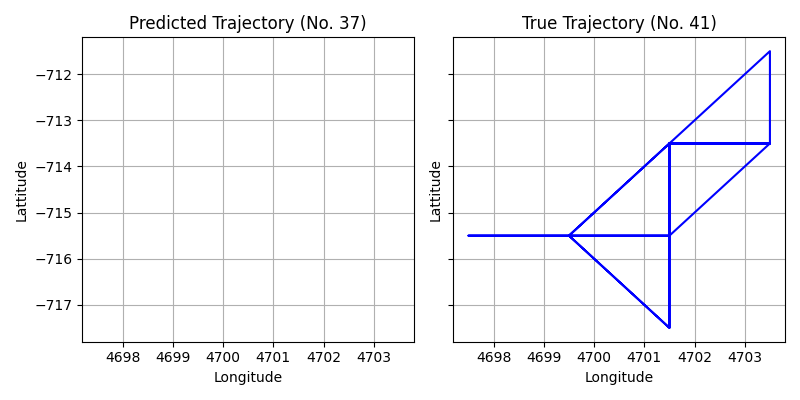 Predicted Trajectory (No. 37)
True Trajectory (No. 41)
Lattitude
−712
−713
−714
−715
−716
−717
4698 4699 4700 4701 4702 4703
Longitude
Lattitude
4698 4699 4700 4701 4702 4703
Longitude